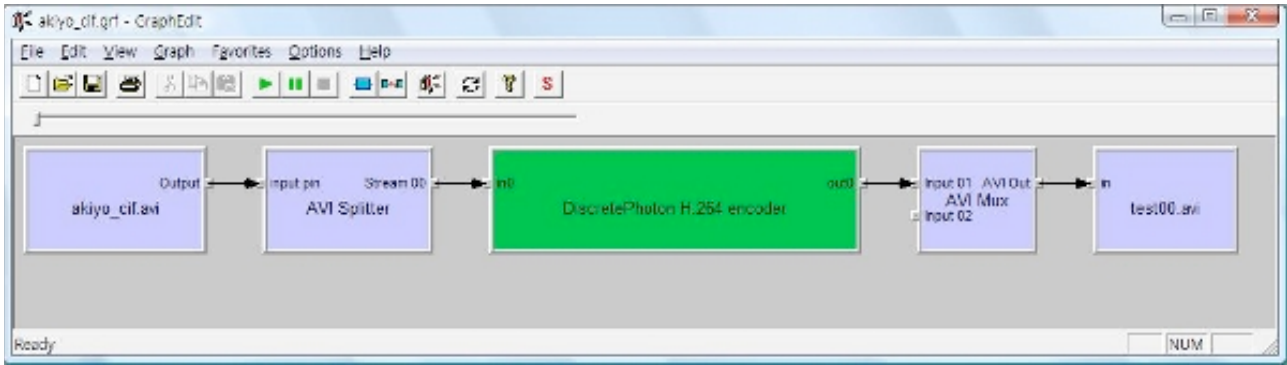 akiyo_cif.grf - GraphEdit
File Edit View Graph Favorites Options Help
S
Output
akiyo_cif.avi
input pin Stream 00
AVI Splitter
in0 out0
DiscretePhoton H.264 encoder
Input 01 AVI Out
AVI Mux
Input 02
in
test00.avi
Ready
NUM